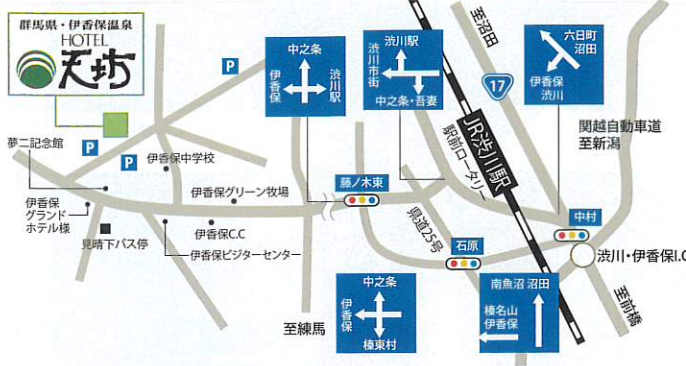 群馬県・伊香保温泉
HOTEL
天坊
P
P
P
夢二記念館
伊香保
グランド
ホテル様
見晴下バス停
伊香保中学校
伊香保グリーン牧場
伊香保C.C
伊香保ビジターセンター
中之条
伊香保
渋川駅
渋川駅
渋川市街
中之条・吾妻
至沼田
17
六日町
沼田
伊香保
渋川
関越自動車道
至新潟
JR渋川駅
駅前ロータリー
藤ノ木東
県道25号
石原
中村
渋川・伊香保I.C
至前橋
至練馬
中之条
伊香保
榛東村
南魚沼 沼田
榛名山
伊香保